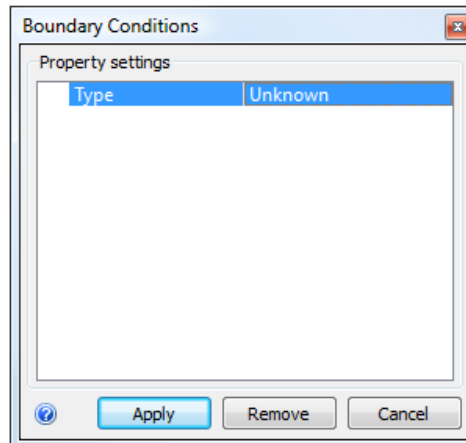 Boundary Conditions
Property settings
Type Unknown
Apply Remove Cancel